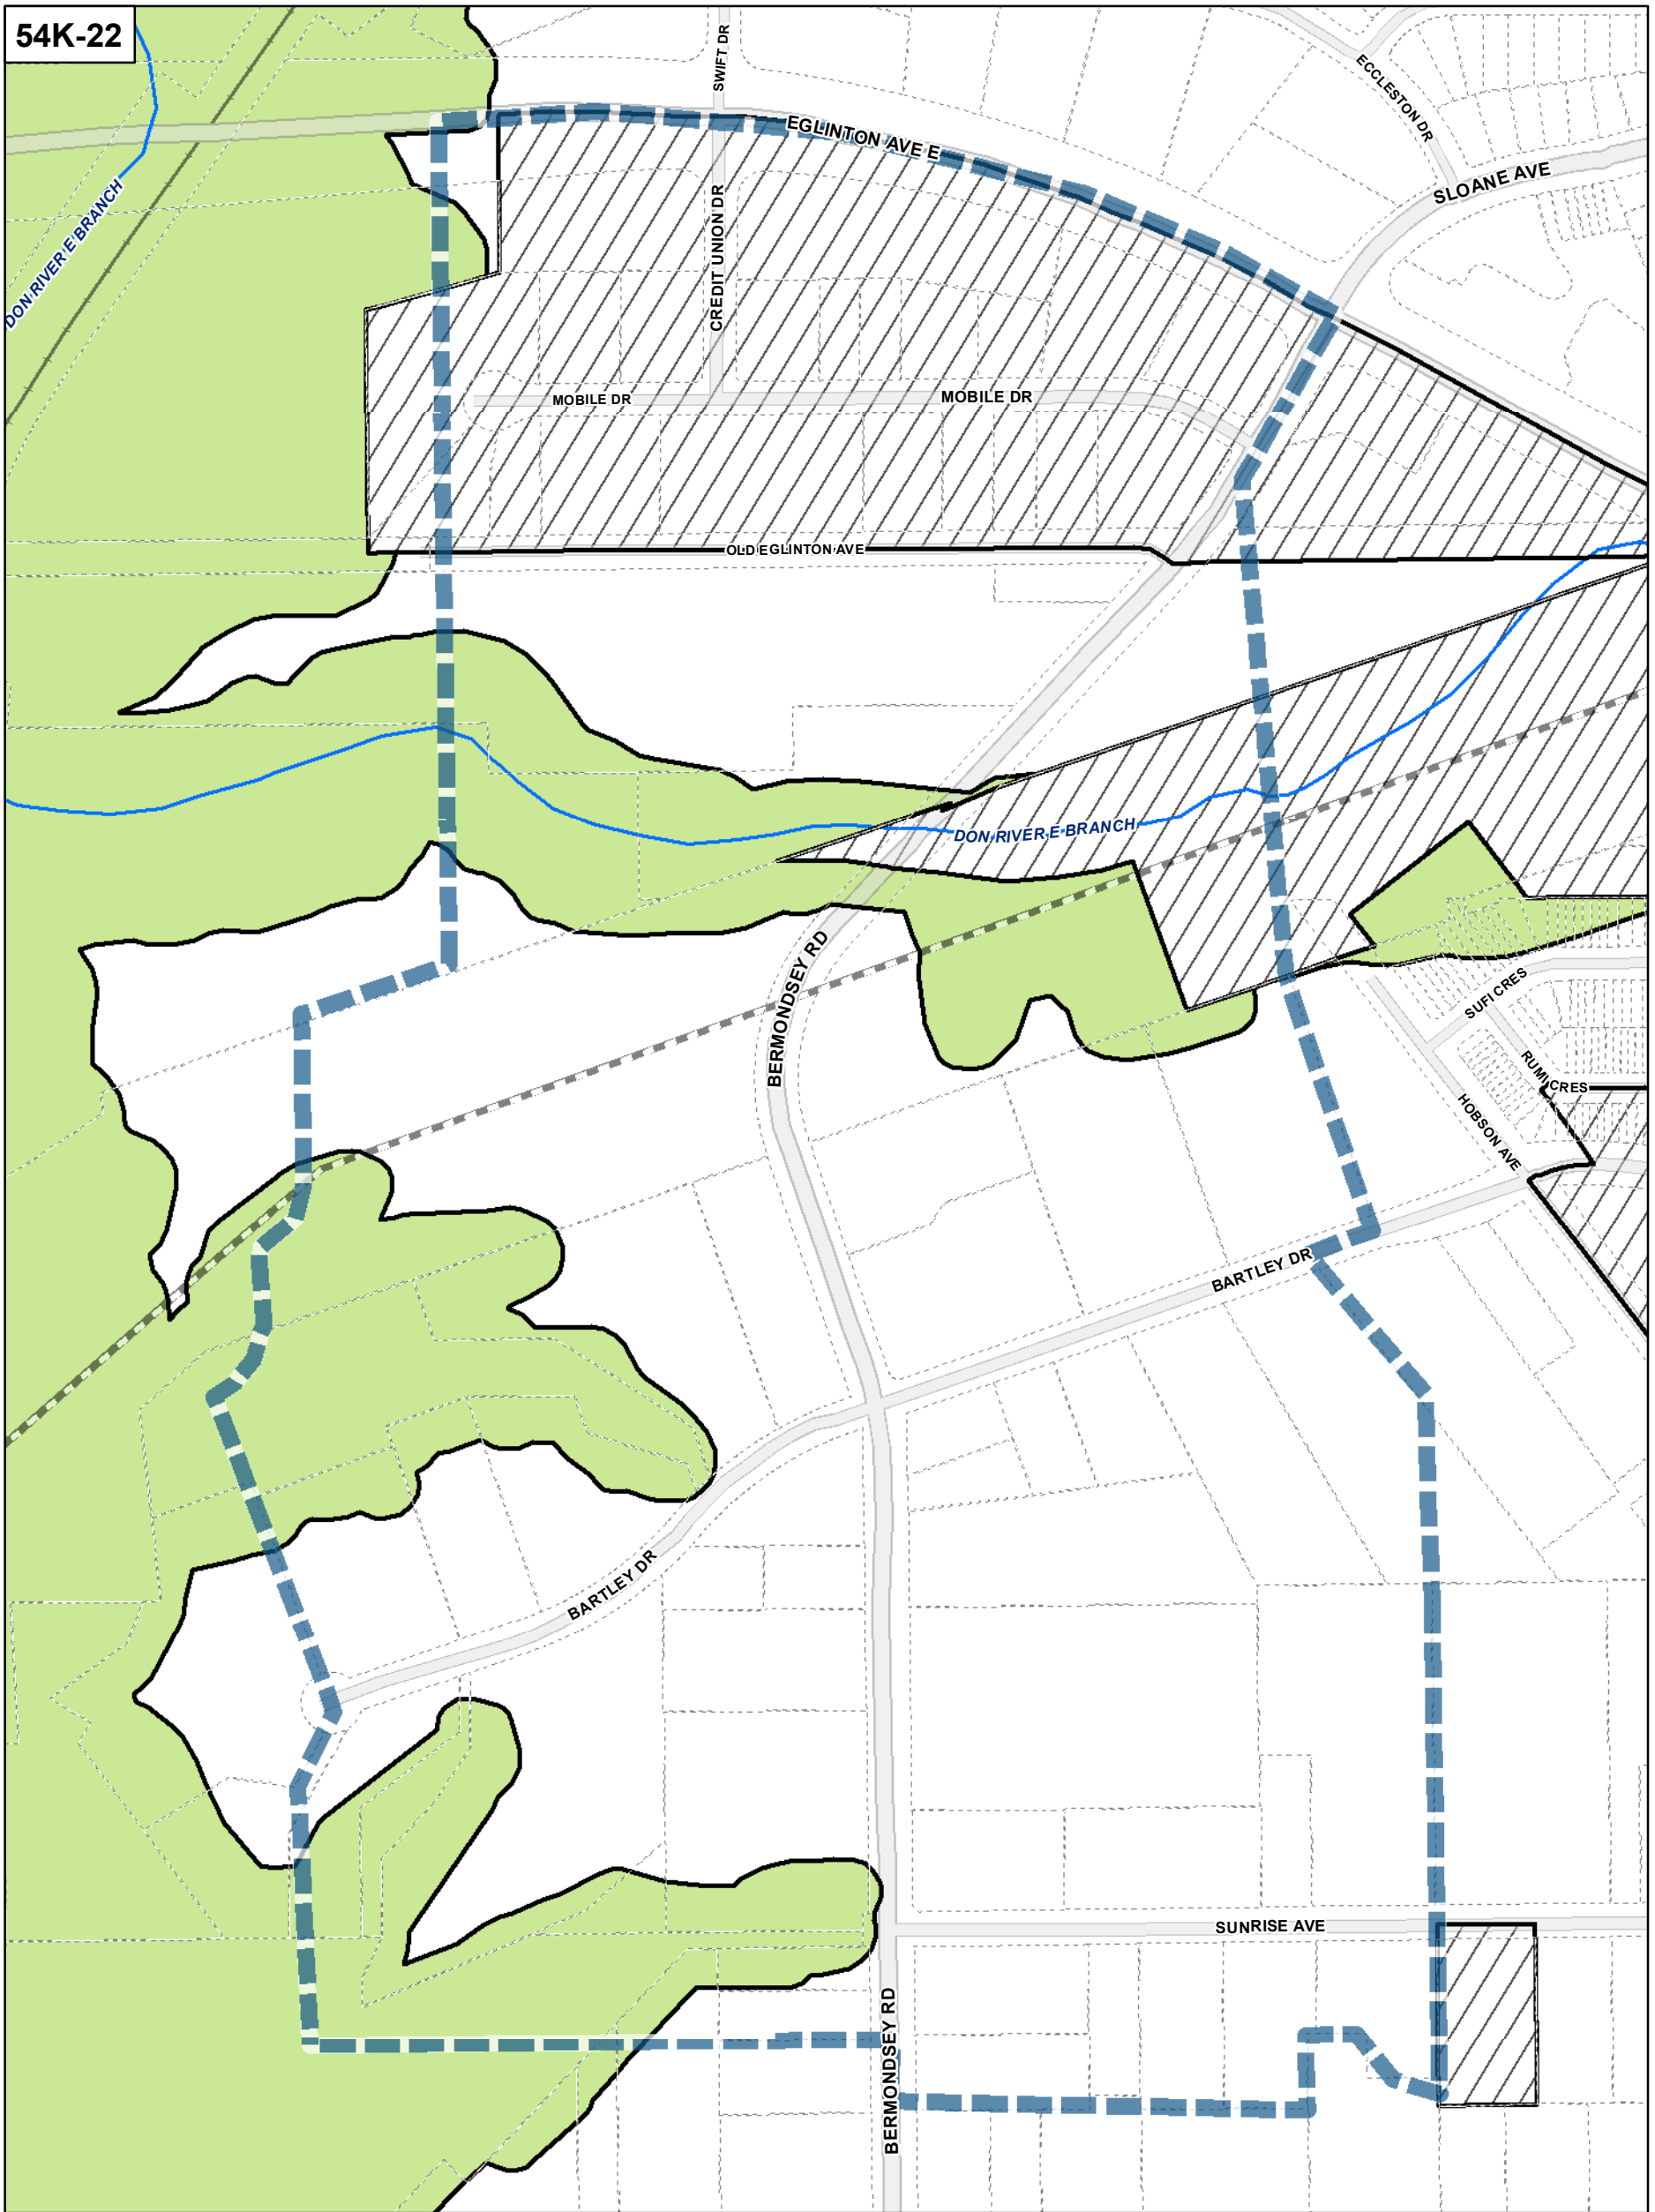 54K-22
SWIFT DR
ECCLESTON DR
EGLINTON AVE E
SLOANE AVE
DON RIVER E BRANCH
CREDIT UNION DR
MOBILE DR
MOBILE DR
OLD EGLINTON AVE
DON RIVER E BRANCH
BERMONDSEY RD
SUFI CRES
RUMI CRES
HOBSON AVE
BARTLEY DR
BARTLEY DR
SUNRISE AVE
BERMONDSEY RD